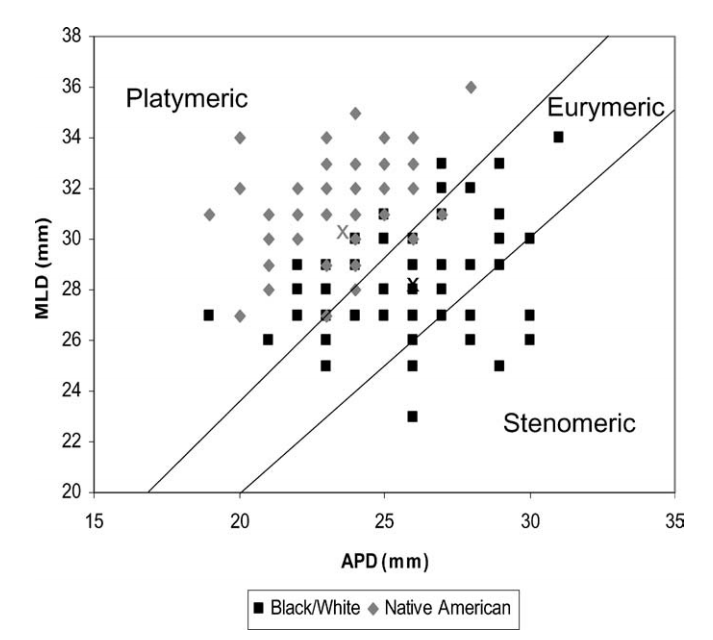 38
36
34
32
30
28
26
24
22
20
MLD (mm)
Platymeric
Eurymeric
Stenomeric
X
X
15 20 25 30 35
APD (mm)
Black/White Native American